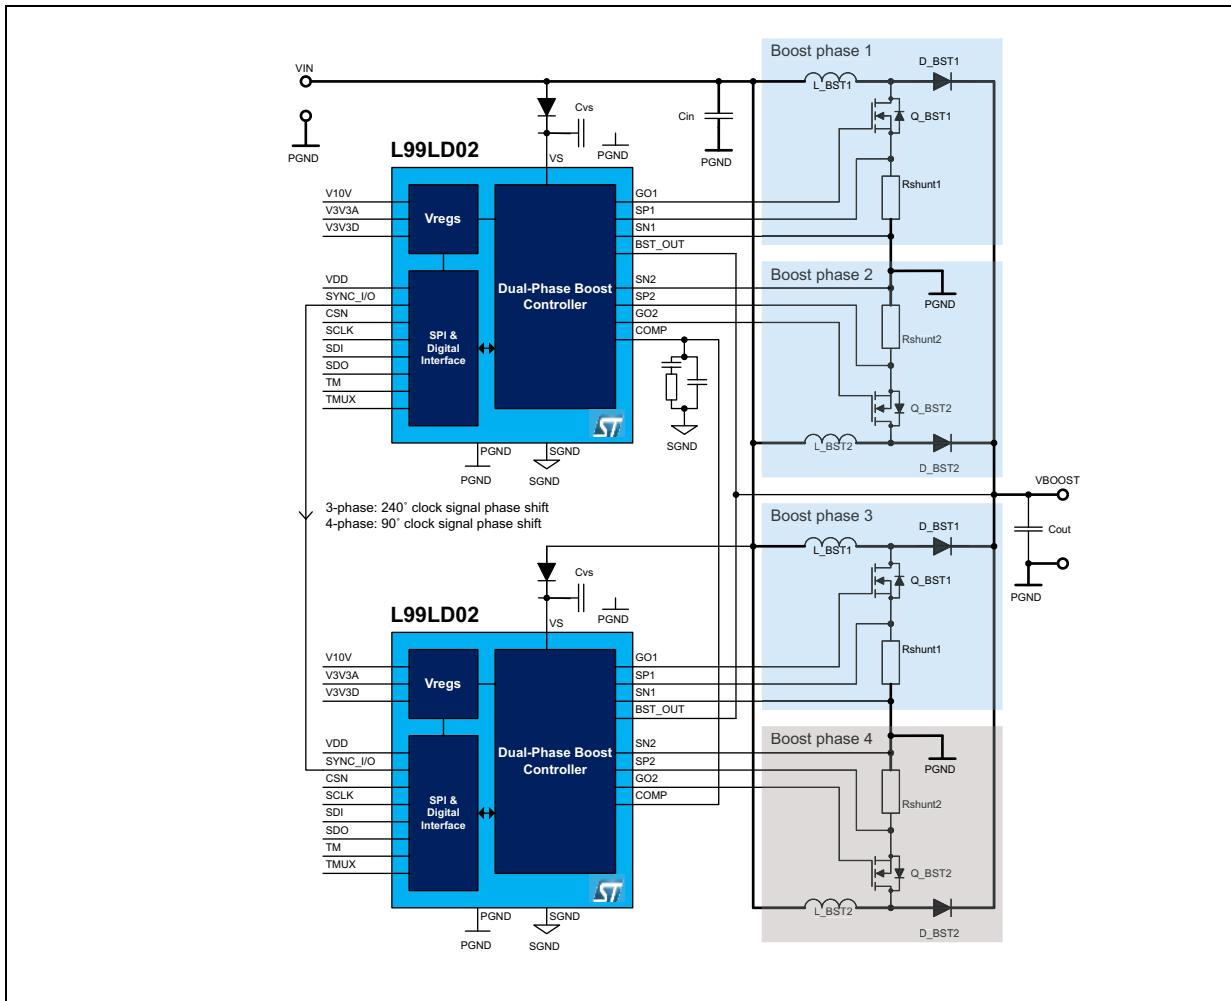 Boost phase 1
VIN
L_BST1
D_BST1
Cvs
Cin
Q_BST1
PGND
PGND
PGND
L99LD02
VS
Rshunt1
V10V
V3V3A
V3V3D
Vregs
GO1
SP1
SN1
BST_OUT
Boost phase 2
VDD
SYNC_I/O
CSN
SCLK
SDI
SDO
TM
TMUX
Dual-Phase Boost
Controller
SPI &
Digital
Interface
SN2
SP2
GO2
COMP
PGND
Rshunt2
Q_BST2
ST
SGND
PGND
SGND
PGND
SGND
L_BST2
D_BST2
VBOOST
3-phase: 240˚ clock signal phase shift
4-phase: 90˚ clock signal phase shift
Boost phase 3
D_BST1
L_BST1
Cout
Cvs
Q_BST1
PGND
PGND
L99LD02
VS
Rshunt1
V10V
V3V3A
V3V3D
Vregs
GO1
SP1
SN1
BST_OUT
Boost phase 4
VDD
SYNC_I/O
CSN
SCLK
SDI
SDO
TM
TMUX
Dual-Phase Boost
Controller
SPI &
Digital
Interface
SN2
SP2
GO2
COMP
PGND
Rshunt2
Q_BST2
ST
PGND
SGND
PGND
SGND
L_BST2
D_BST2